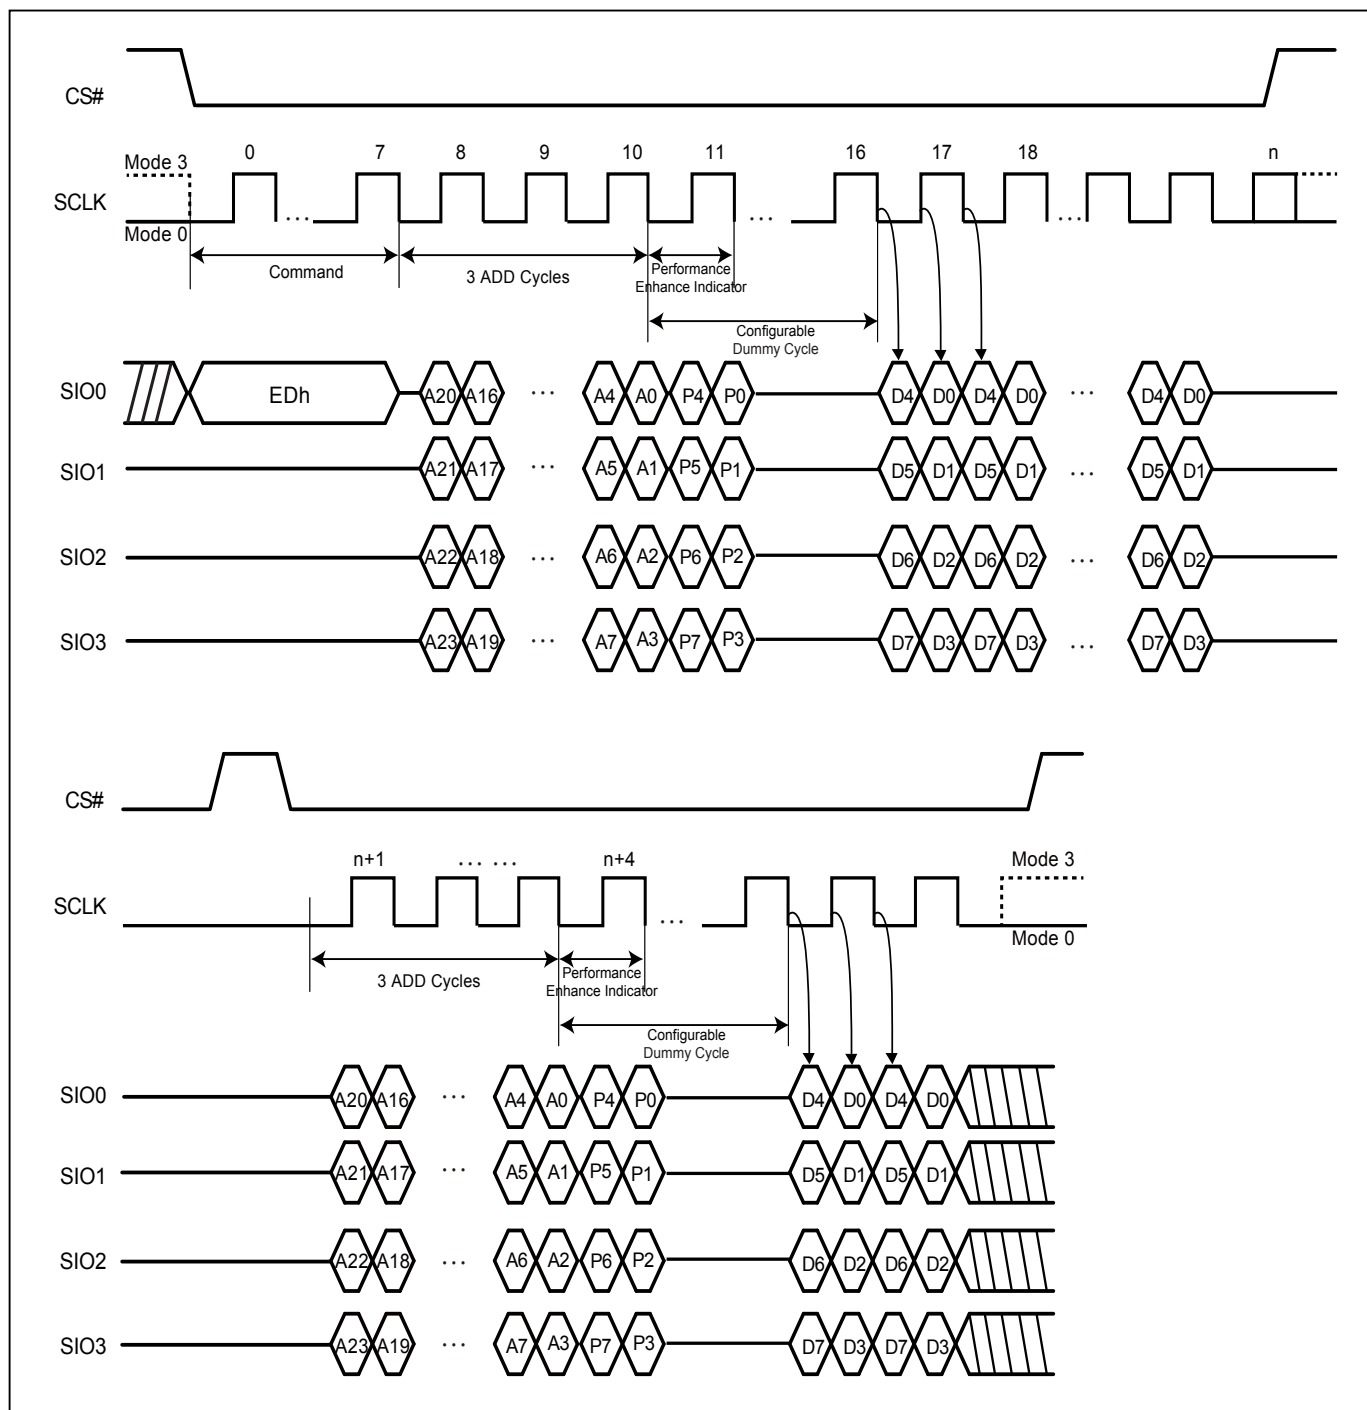 CS#
0 7 8 9 10 11 16 17 18 n
Mode 3
SCLK
...
...
...
Mode 0
Command
3 ADD Cycles
Performance
Enhance Indicator
Configurable
Dummy Cycle
SIO0 EDh A20 A16 ... A4 A0 P4 P0 D4 D0 D4 D0 ... D4 D0
SIO1 A21 A17 ... A5 A1 P5 P1 D5 D1 D5 D1 ... D5 D1
SIO2 A22 A18 ... A6 A2 P6 P2 D6 D2 D6 D2 ... D6 D2
SIO3 A23 A19 ... A7 A3 P7 P3 D7 D3 D7 D3 ... D7 D3
CS#
n+1 ... ... n+4 Mode 3
SCLK
...
Mode 0
3 ADD Cycles
Performance
Enhance Indicator
Configurable
Dummy Cycle
SIO0 A20 A16 ... A4 A0 P4 P0 D4 D0 D4 D0
SIO1 A21 A17 ... A5 A1 P5 P1 D5 D1 D5 D1
SIO2 A22 A18 ... A6 A2 P6 P2 D6 D2 D6 D2
SIO3 A23 A19 ... A7 A3 P7 P3 D7 D3 D7 D3